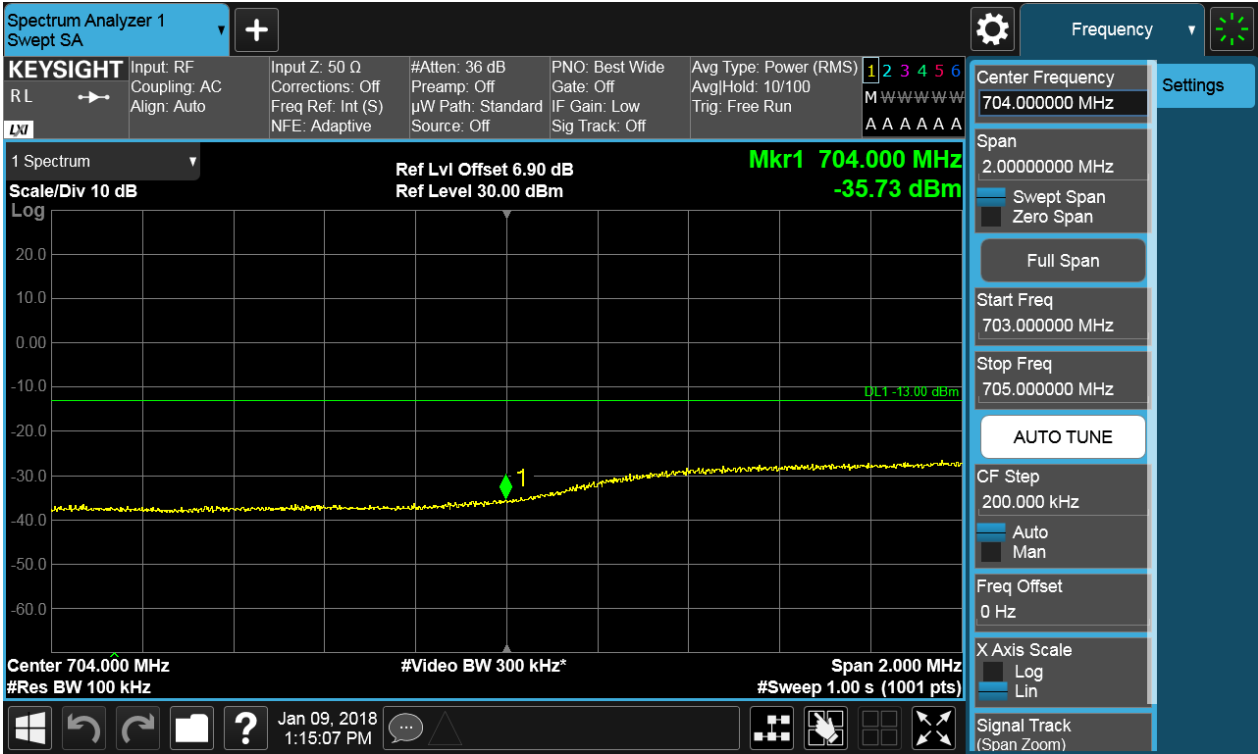 Spectrum Analyzer 1
Swept SA
Frequency
KEYSIGHT
R L
LXI
Input: RF
Coupling: AC
Align: Auto
Input Z: 50 Ω
Corrections: Off
Freq Ref: Int (S)
NFE: Adaptive
#Atten: 36 dB
Preamp: Off
µW Path: Standard
Source: Off
PNO: Best Wide
Gate: Off
IF Gain: Low
Sig Track: Off
Avg Type: Power (RMS)
Avg|Hold: 10/100
Trig: Free Run
1 2 3 4 5 6
M W W W W W
A A A A A A
1 Spectrum
Scale/Div 10 dB
Log
Ref Lvl Offset 6.90 dB
Ref Level 30.00 dBm
Mkr1 704.000 MHz
-35.73 dBm
20.0
10.0
0.00
-10.0
DL1 -13.00 dBm
-20.0
-30.0
1
-40.0
-50.0
-60.0
Center 704.000 MHz
#Video BW 300 kHz*
Span 2.000 MHz
#Res BW 100 kHz
#Sweep 1.00 s (1001 pts)
Jan 09, 2018
1:15:07 PM
Center Frequency
704.000000 MHz
Settings
Span
2.00000000 MHz
Swept Span
Zero Span
Full Span
Start Freq
703.000000 MHz
Stop Freq
705.000000 MHz
AUTO TUNE
CF Step
200.000 kHz
Auto
Man
Freq Offset
0 Hz
X Axis Scale
Log
Lin
Signal Track
(Span Zoom)